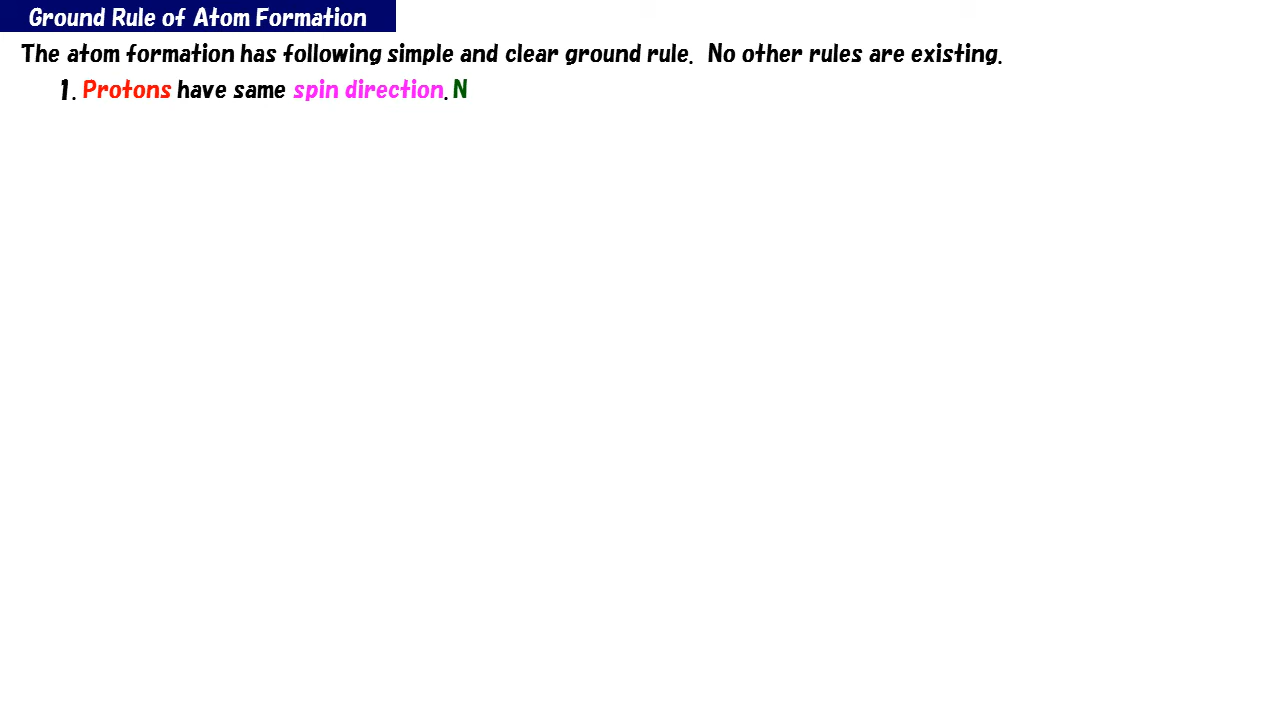 Ground Rule of Atom Formation
The atom formation has following simple and clear ground rule. No other rules are existing.
1. Protons have same spin direction. N